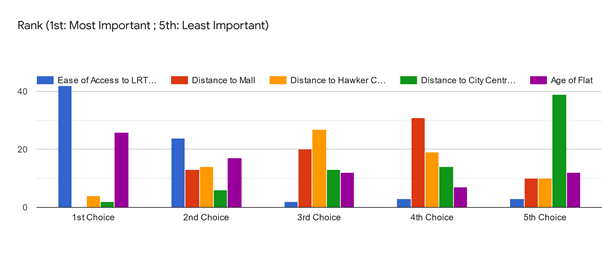 Rank (1st: Most Important ; 5th: Least Important)
Ease of Access to LRT... Distance to Mall Distance to Hawker C... Distance to City Centr... Age of Flat
40
20
0
1st Choice 2nd Choice 3rd Choice 4th Choice 5th Choice